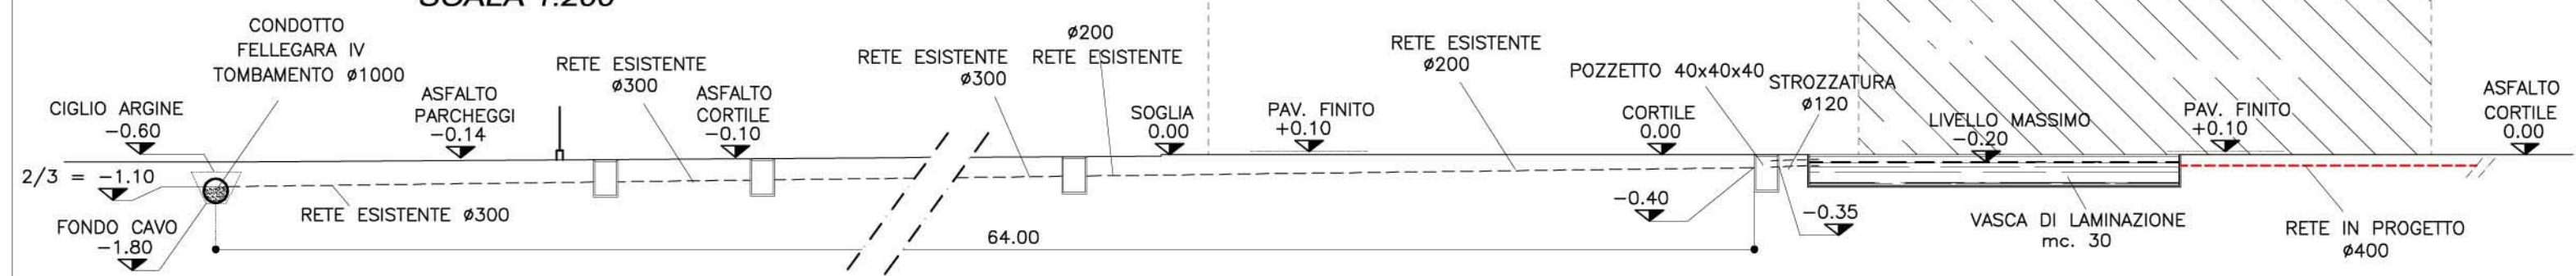 SCALA 1:200
CONDOTTO
FELLEGARA IV
TOMBAMENTO ø1000
CIGLIO ARGINE
-0.60
2/3 = -1.10
FONDO CAVO
-1.80
ASFALTO
PARCHEGGI
-0.14
RETE ESISTENTE ø300
RETE ESISTENTE
ø300
ASFALTO
CORTILE
-0.10
RETE ESISTENTE
ø300
ø200
RETE ESISTENTE
64.00
SOGLIA
0.00
PAV. FINITO
+0.10
RETE ESISTENTE
ø200
POZZETTO 40x40x40
CORTILE
0.00
STROZZATURA
ø120
-0.40
-0.35
LIVELLO MASSIMO
-0.20
VASCA DI LAMINAZIONE
mc. 30
PAV. FINITO
+0.10
RETE IN PROGETTO
ø400
ASFALTO
CORTILE
0.00